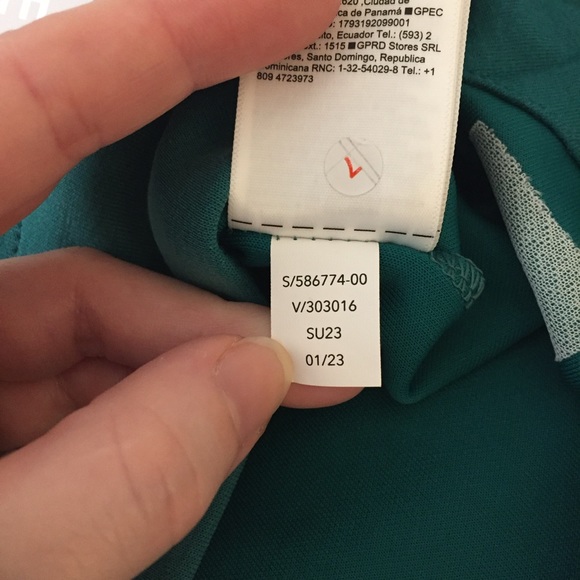 620 ,Ciudad de
ca de Panamá ■GPEC
: 1793192099001
to, Ecuador Tel.: (593) 2
xt.: 1515 ■GPRD Stores SRL
res, Santo Domingo, Republica
ominicana RNC: 1-32-54029-8 Tel.: +1
809 4723973
S/586774-00
V/303016
SU23
01/23